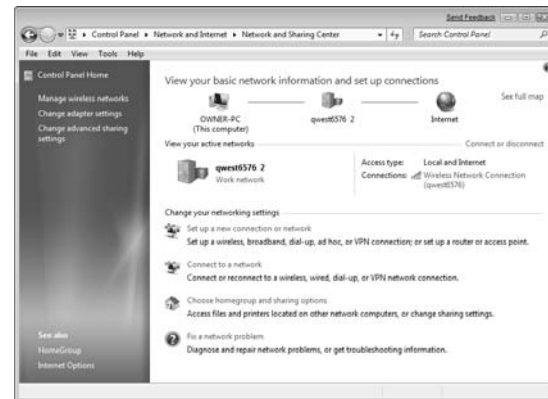 Send Feedback
Control Panel ▸ Network and Internet ▸ Network and Sharing Center
Search Control Panel
File Edit View Tools Help
Control Panel Home
Manage wireless networks
Change adapter settings
Change advanced sharing
settings
See also
HomeGroup
Internet Options
View your basic network information and set up connections
OWNER-PC
(This computer)
qwest6576 2
Internet
See full map
View your active networks
Connect or disconnect
qwest6576 2
Work network
Access type: Local and Internet
Connections: Wireless Network Connection
(qwest6576)
Change your networking settings
Set up a new connection or network
Set up a wireless, broadband, dial-up, ad hoc, or VPN connection; or set up a router or access point.
Connect to a network
Connect or reconnect to a wireless, wired, dial-up, or VPN network connection.
Choose homegroup and sharing options
Access files and printers located on other network computers, or change sharing settings.
Fix a network problem
Diagnose and repair network problems, or get troubleshooting information.